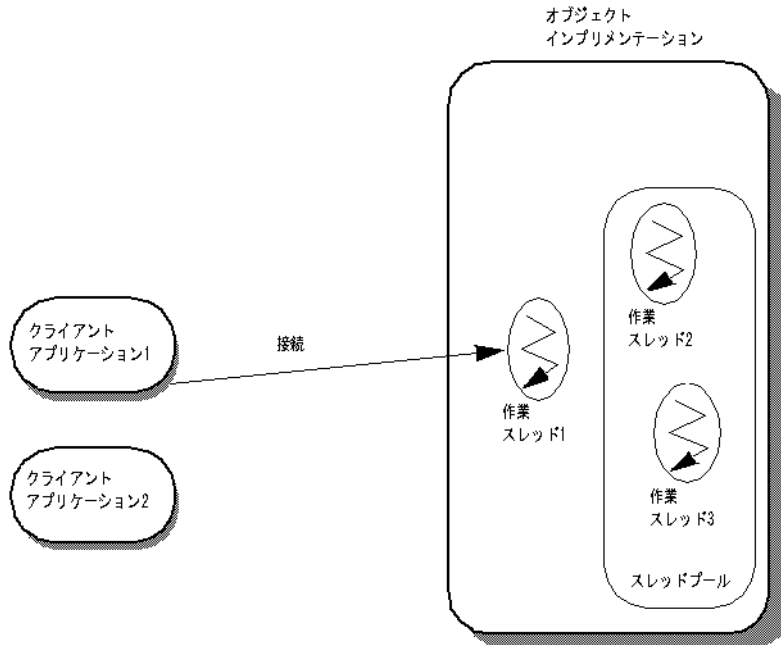 オブジェクト
インプリメンテーション
作業
スレッド2
クライアント
アプリケーション1
接続
作業
スレッド1
作業
スレッド3
クライアント
アプリケーション2
スレッドプール